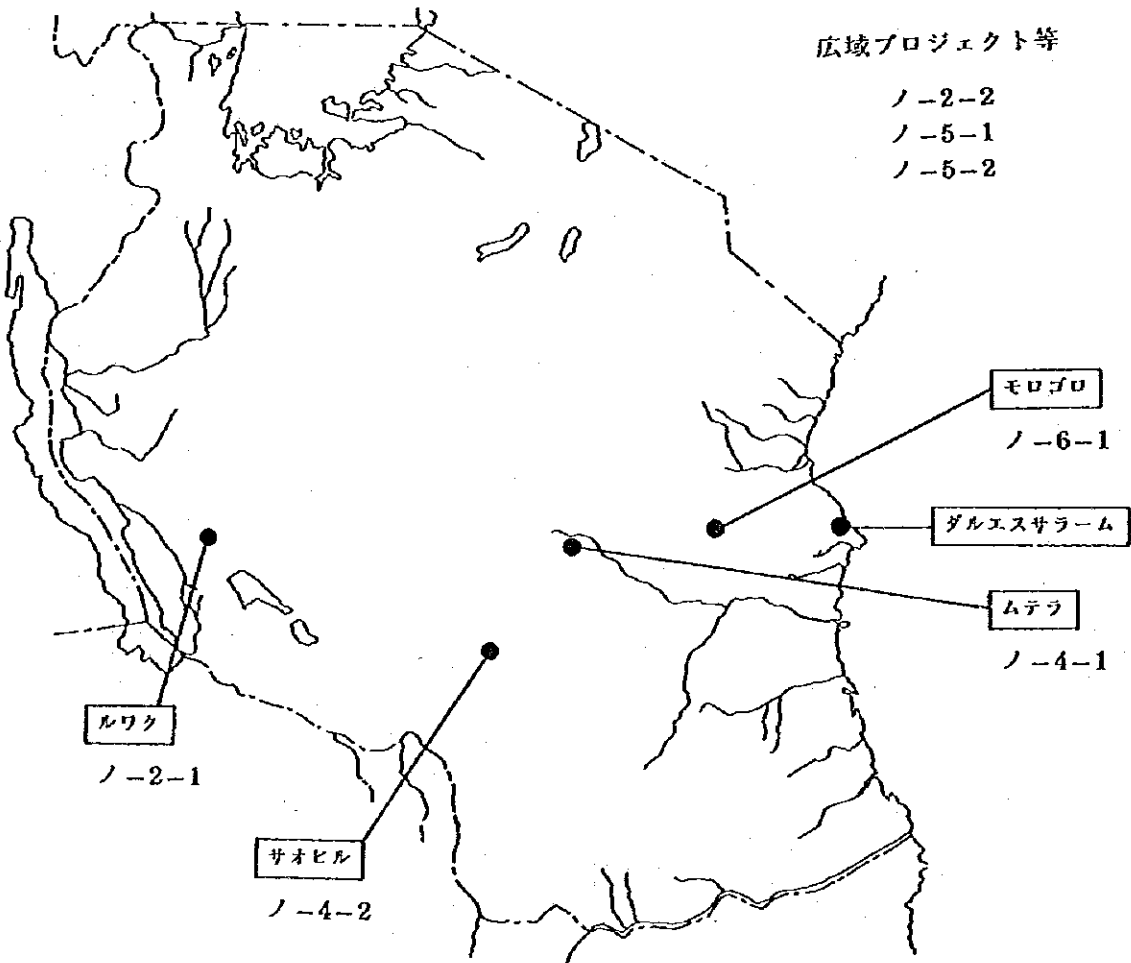 広域プロジェクト等
ノ-2-2
ノ-5-1
ノ-5-2
モロゴロ
ノ-6-1
ダルエスサラーム
ムテラ
ノ-4-1
ルワク
ノ-2-1
サオヒル
ノ-4-2